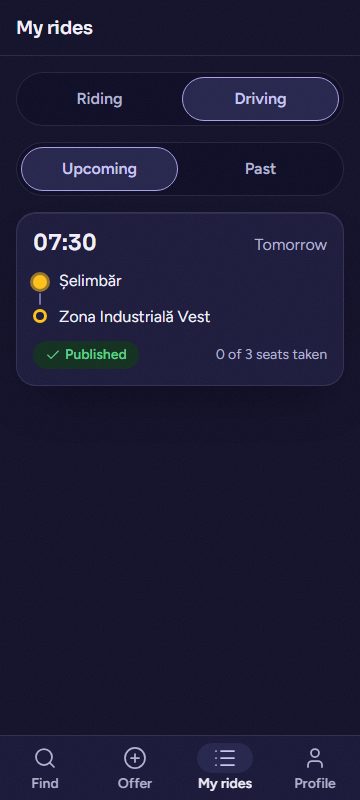 My rides
Riding
Driving
Upcoming
Past
07:30
Tomorrow
Șelimbăr
Zona Industrială Vest
Published
0 of 3 seats taken
Find
Offer
My rides
Profile